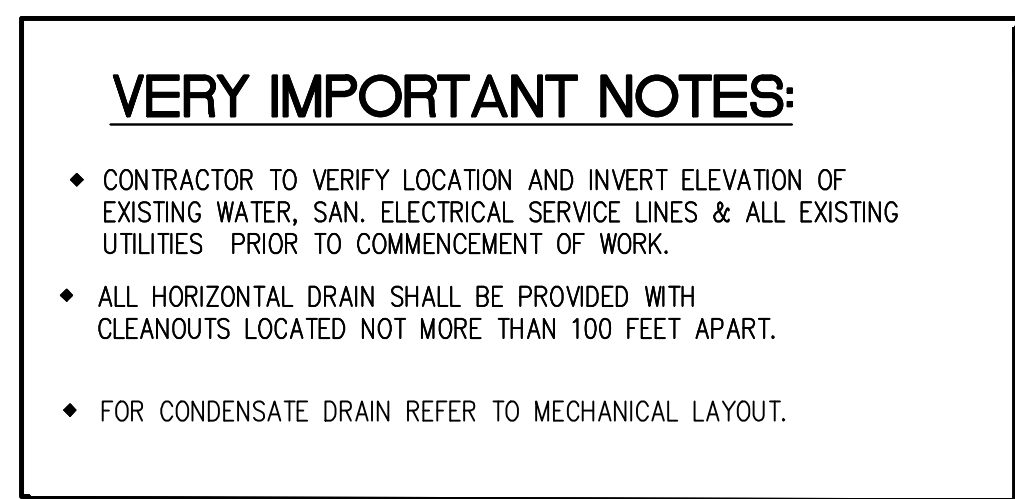 VERY IMPORTANT NOTES:
◆ CONTRACTOR TO VERIFY LOCATION AND INVERT ELEVATION OF
EXISTING WATER, SAN. ELECTRICAL SERVICE LINES & ALL EXISTING
UTILITIES PRIOR TO COMMENCEMENT OF WORK.
◆ ALL HORIZONTAL DRAIN SHALL BE PROVIDED WITH
CLEANOUTS LOCATED NOT MORE THAN 100 FEET APART.
◆ FOR CONDENSATE DRAIN REFER TO MECHANICAL LAYOUT.